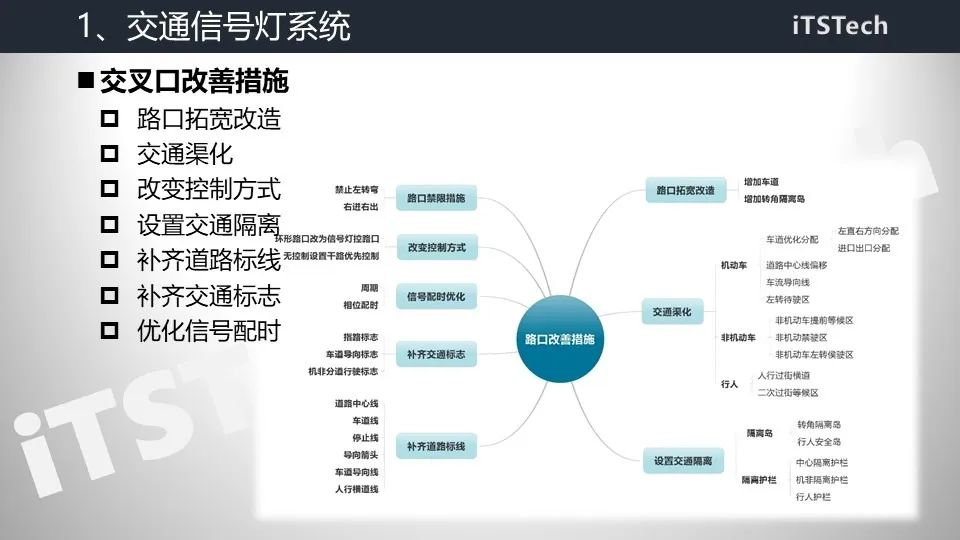 1、交通信号灯系统
iTSTech
交叉口改善措施
路口拓宽改造
交通渠化
改变控制方式
设置交通隔离
补齐道路标线
补齐交通标志
优化信号配时
路口改善措施
路口禁限措施
禁止左转弯
右进右出
改变控制方式
环形路口改为信号灯控路口
无控制设置干路优先控制
信号配时优化
周期
相位配时
补齐交通标志
指路标志
车道导向标志
机非分道行驶标志
补齐道路标线
道路中心线
车道线
停止线
导向箭头
车道导向线
人行横道线
路口拓宽改造
增加车道
增加转角隔离岛
交通渠化
机动车
车道优化分配
左直右方向分配
进口出口分配
道路中心线偏移
车流导向线
左转待驶区
非机动车
非机动车提前等候区
非机动车禁驶区
非机动车左转侯驶区
行人
人行过街横道
二次过街等候区
设置交通隔离
隔离岛
转角隔离岛
行人安全岛
隔离护栏
中心隔离护栏
机非隔离护栏
行人护栏
iTST